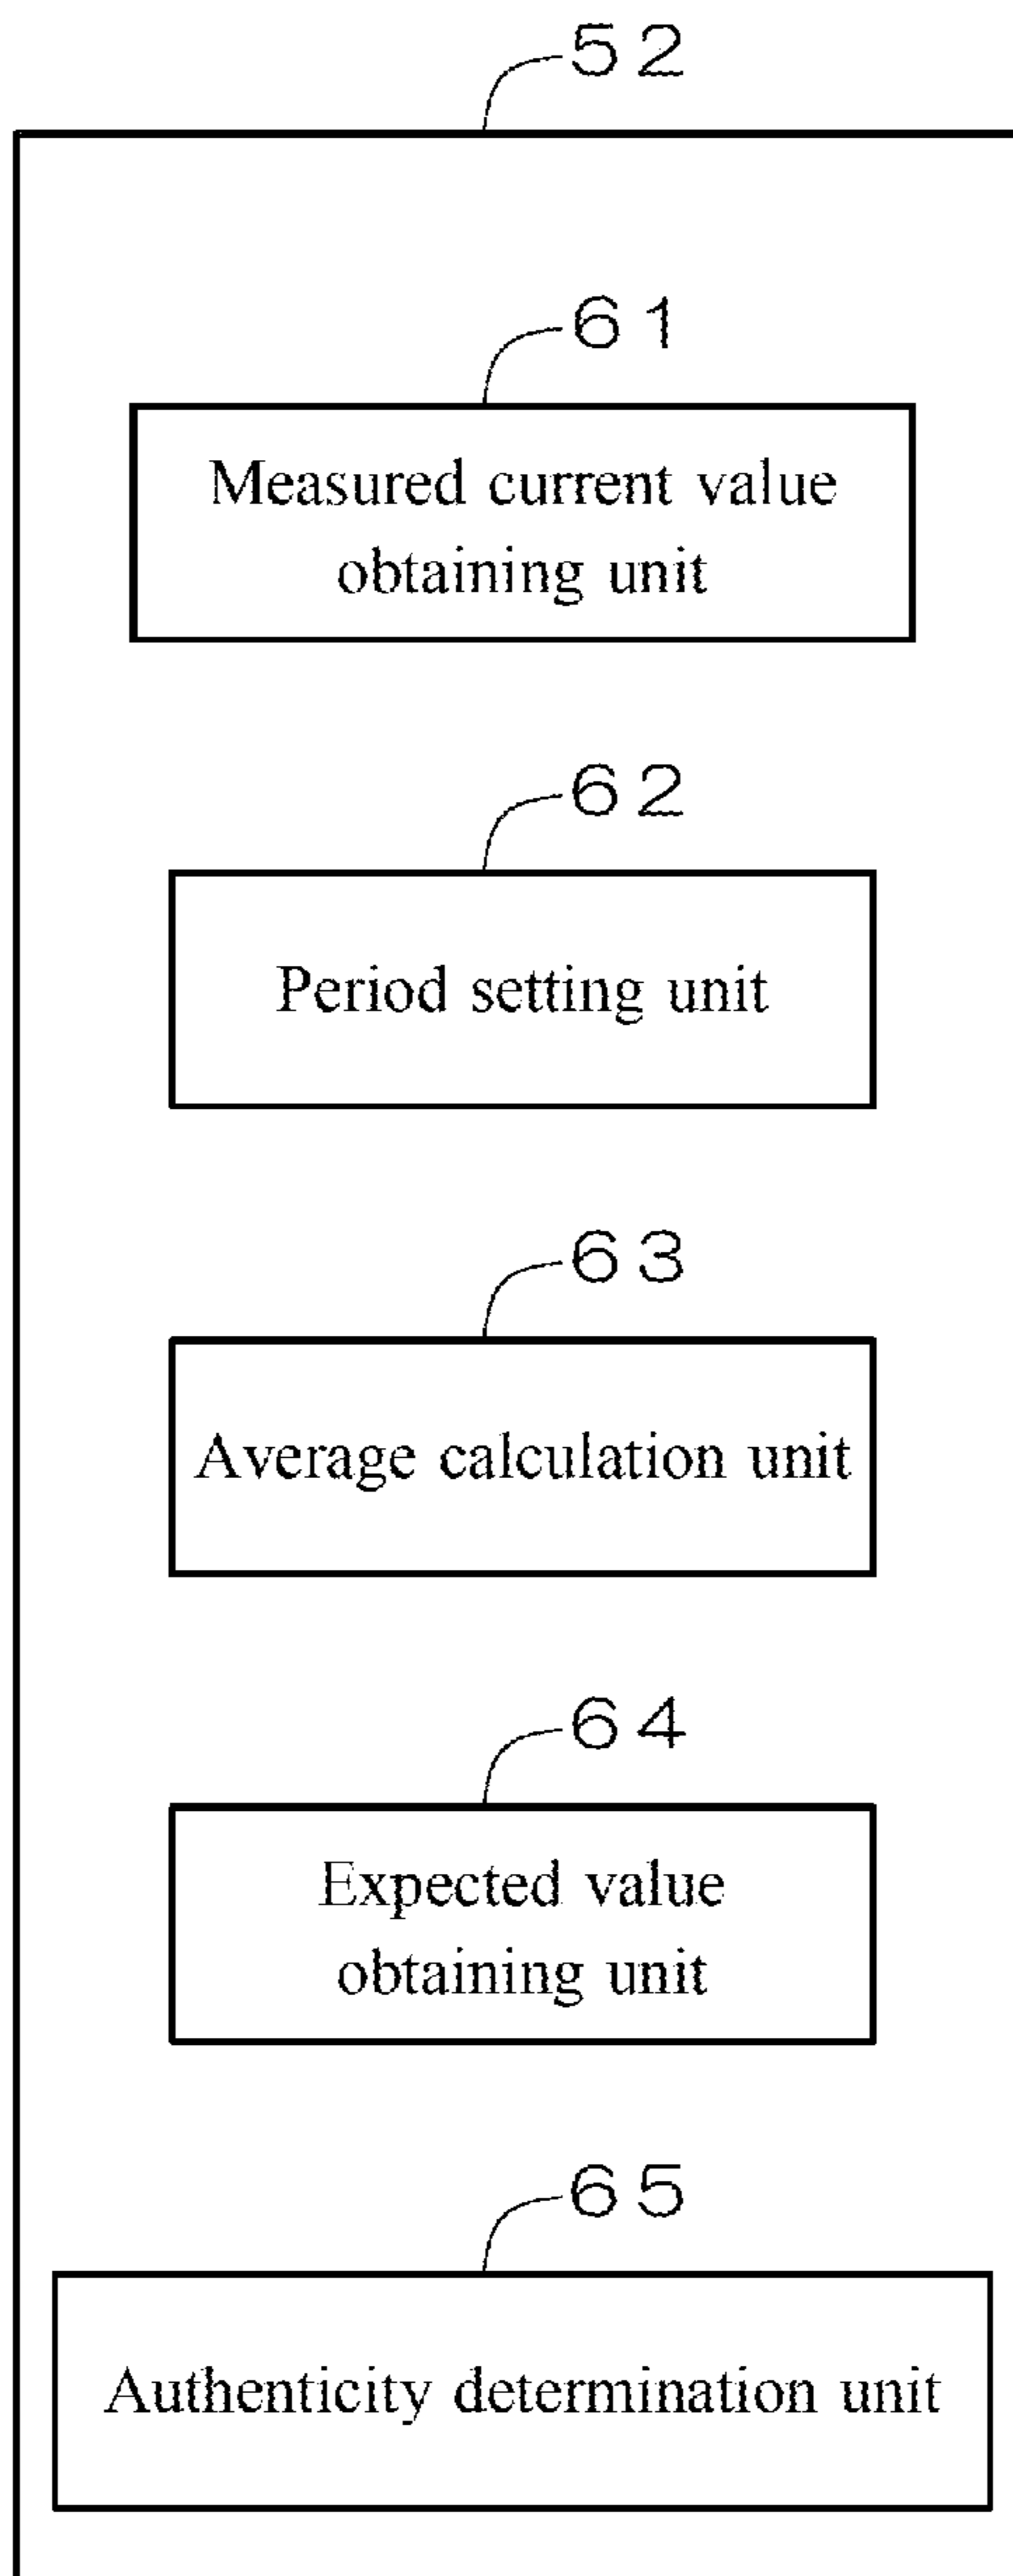 52
61
Measured current value
obtaining unit
62
Period setting unit
63
Average calculation unit
64
Expected value
obtaining unit
65
Authenticity determination unit